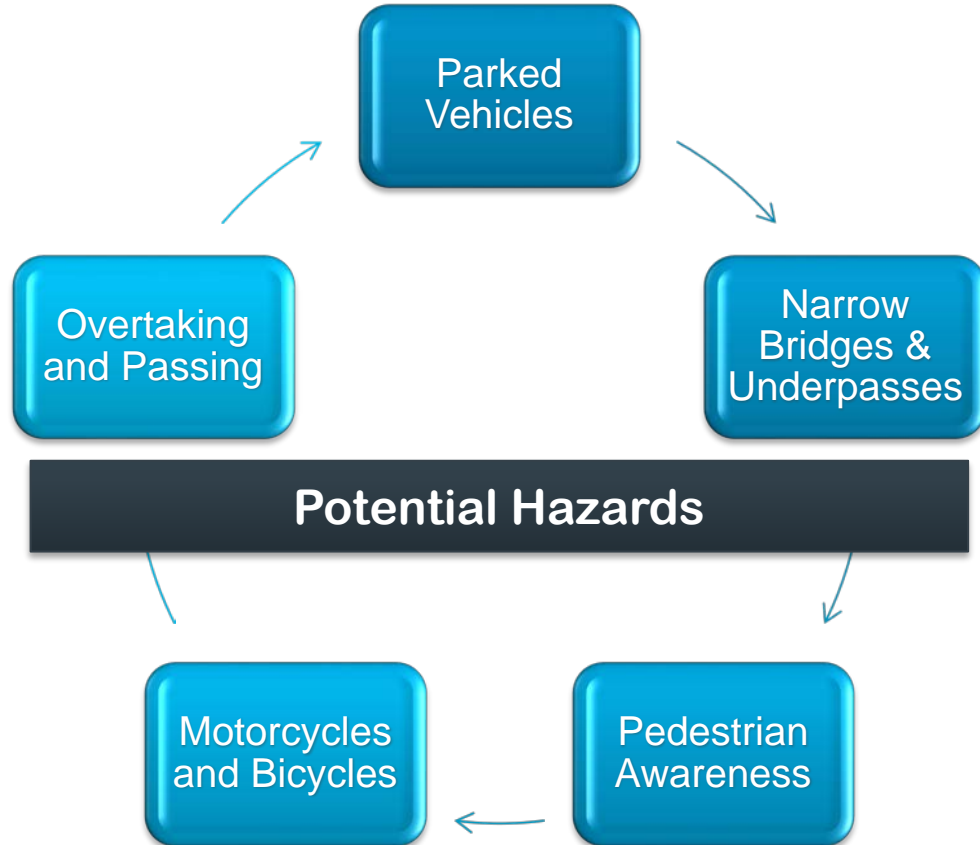 Parked
Vehicles
Overtaking
and Passing
Narrow
Bridges &
Underpasses
Potential Hazards
Motorcycles
and Bicycles
Pedestrian
Awareness